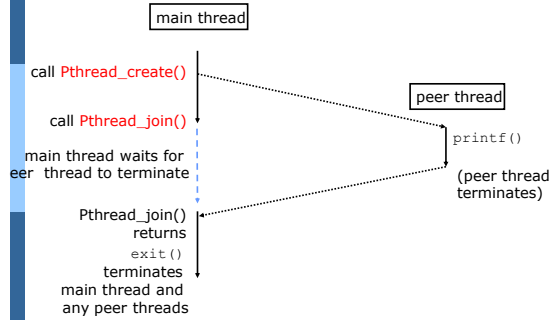 main thread
call Pthread_create()
peer thread
call Pthread_join()
printf()
main thread waits for
eer thread to terminate
(peer thread
terminates)
Pthread_join()
returns
exit()
terminates
main thread and
any peer threads